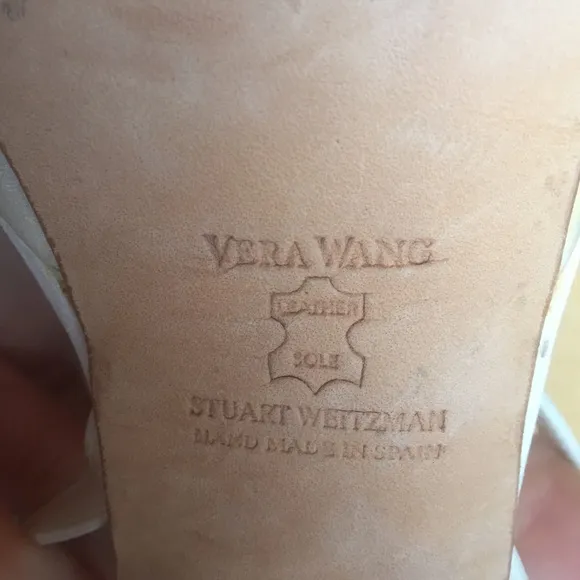 VERA WANG
LEATHER
SOLE
STUART WEITZMAN
HAND MADE IN SPAIN